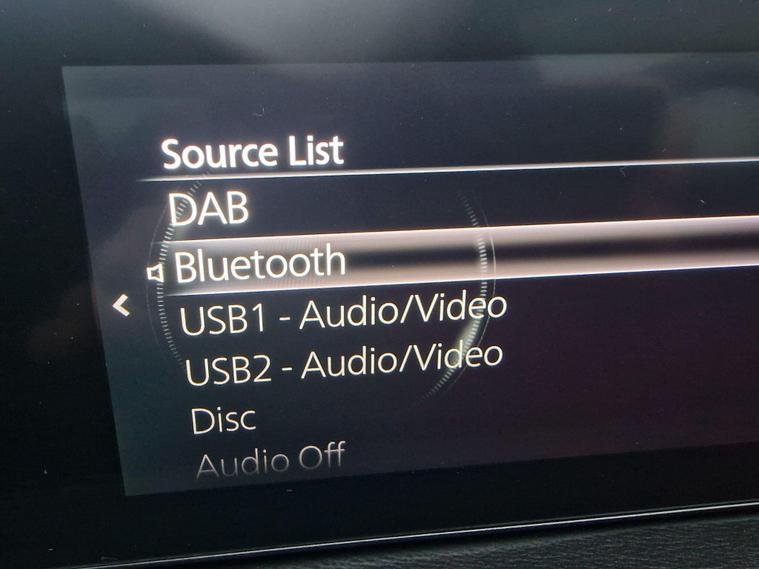 Source List
DAB
Bluetooth
USB1 - Audio/Video
USB2 - Audio/Video
Disc
Audio Off